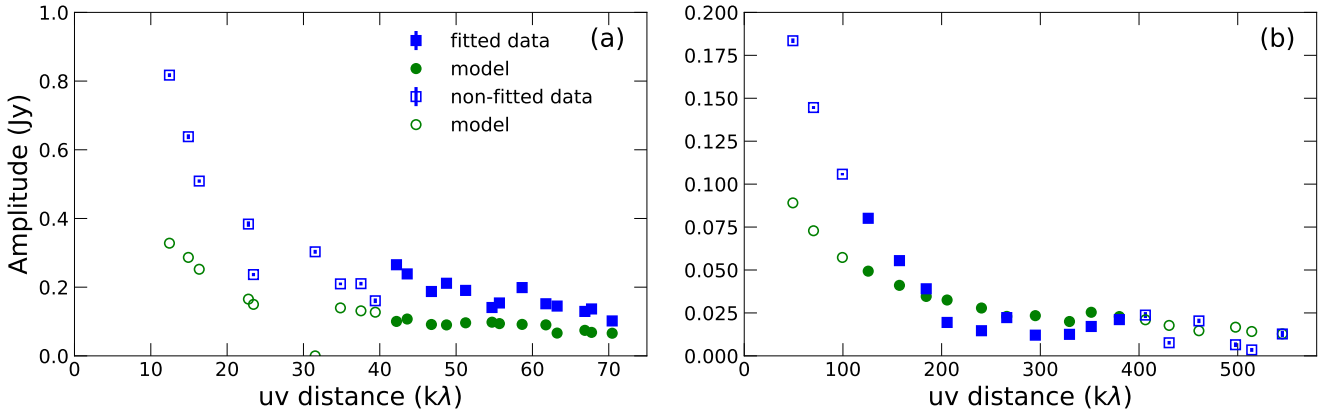 (a)
fitted data
model
non-fitted data
model
Amplitude (Jy)
1.0
0.8
0.6
0.4
0.2
0.0
0 10 20 30 40 50 60 70
uv distance (kλ)
(b)
0.200
0.175
0.150
0.125
0.100
0.075
0.050
0.025
0.000
0 100 200 300 400 500
uv distance (kλ)